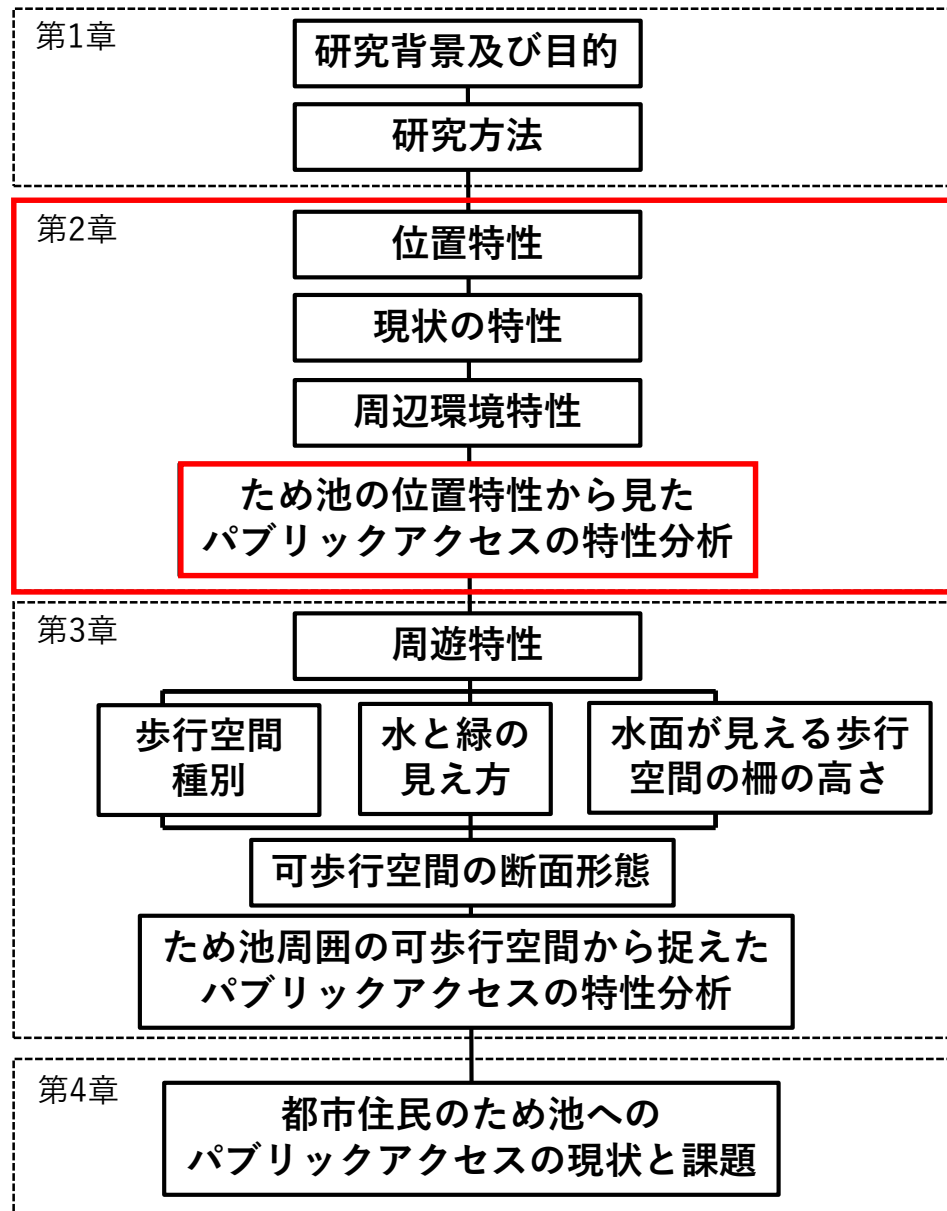 第1章
研究背景及び目的
研究方法
第2章
位置特性
現状の特性
周辺環境特性
ため池の位置特性から見た
パブリックアクセスの特性分析
第3章
周遊特性
歩行空間
種別
水と緑の
見え方
水面が見える歩行
空間の柵の高さ
可歩行空間の断面形態
ため池周囲の可歩行空間から捉えた
パブリックアクセスの特性分析
第4章
都市住民のため池への
パブリックアクセスの現状と課題